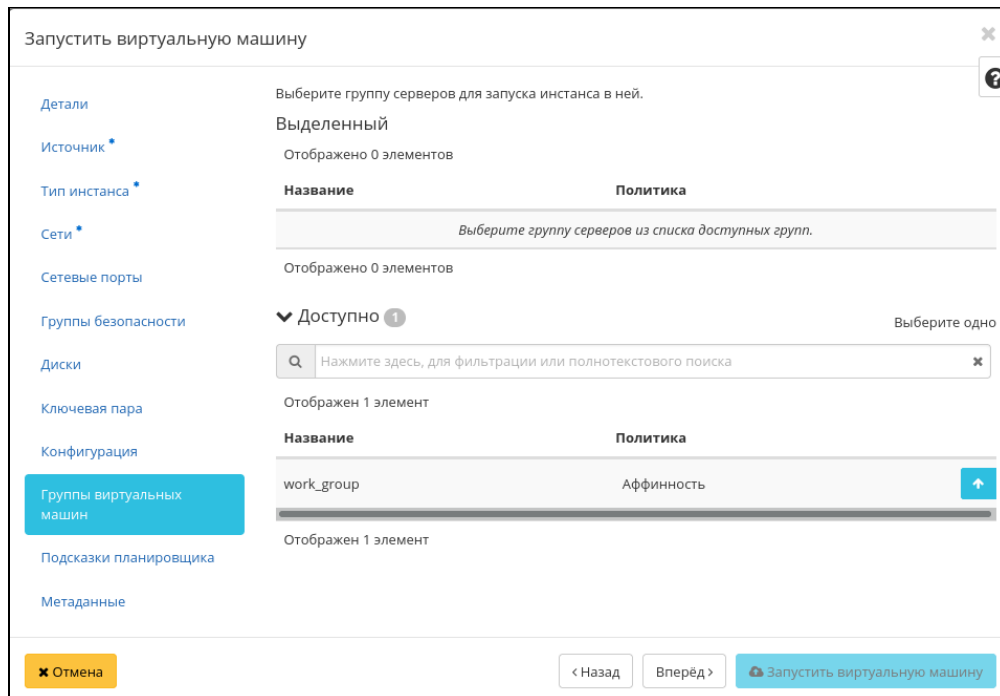 Запустить виртуальную машину
Детали
Источник
Тип инстанса
Сети
Сетевые порты
Группы безопасности
Диски
Ключевая пара
Конфигурация
Группы виртуальных
машин
Подсказки планировщика
Метаданные
Выберите группу серверов для запуска инстанса в ней.
Выделенный
Отображено 0 элементов
Название Политика
Выберите группу серверов из списка доступных групп.
Отображено 0 элементов
Доступно 1
Выберите одно
Нажмите здесь, для фильтрации или полнотекстового поиска
Отображен 1 элемент
Название Политика
work_group Аффинность
Отображен 1 элемент
Отмена
< Назад
Вперёд >
Запустить виртуальную машину